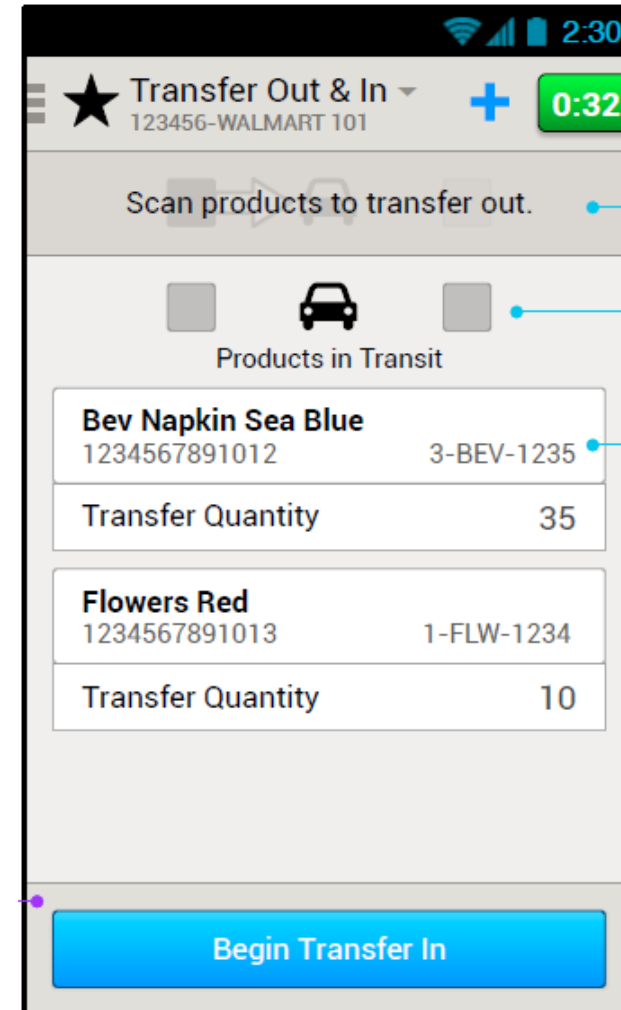 2:30
Transfer Out & In
123456-WALMART 101
0:32
Scan products to transfer out.
Products in Transit
Bev Napkin Sea Blue
1234567891012 3-BEV-1235
Transfer Quantity 35
Flowers Red
1234567891013 1-FLW-1234
Transfer Quantity 10
Begin Transfer In